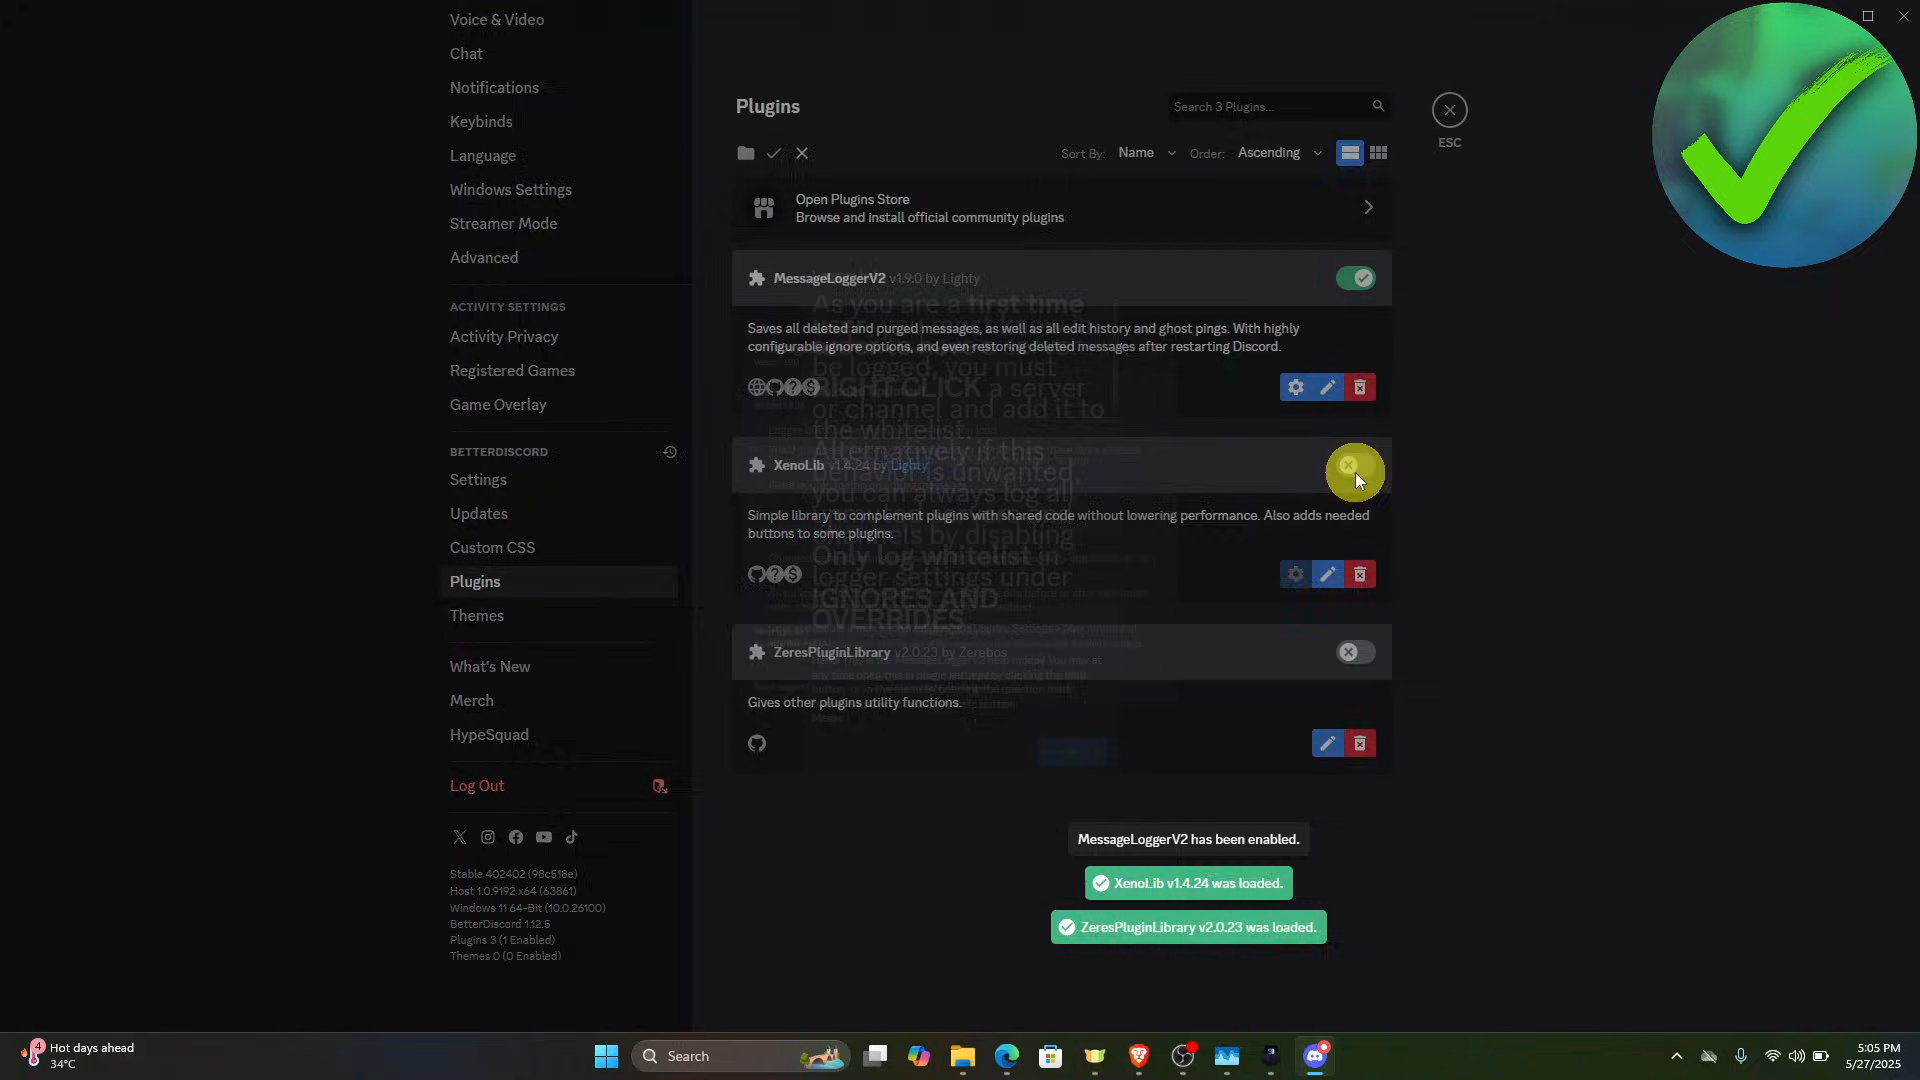 Voice & Video
Chat
Notifications
Keybinds
Language
Windows Settings
Streamer Mode
Advanced
ACTIVITY SETTINGS
Activity Privacy
Registered Games
Game Overlay
BETTERDISCORD
Settings
Updates
Custom CSS
Plugins
Themes
What's New
Merch
HypeSquad
Log Out
Stable 402402 (98c518e)
Host 1.0.9192 x64 (63861)
Windows 11 64-Bit (10.0.26100)
BetterDiscord 1.12.5
Plugins 3 (1 Enabled)
Themes 0 (0 Enabled)
Plugins
Search 3 Plugins...
ESC
Sort By: Name Order: Ascending
Open Plugins Store
Browse and install official community plugins
MessageLoggerV2 v1.9.0 by Lighty
Saves all deleted and purged messages, as well as all edit history and ghost pings. With highly
configurable ignore options, and even restoring deleted messages after restarting Discord.
XenoLib v1.4.24 by Lighty
Simple library to complement plugins with shared code without lowering performance. Also adds needed
buttons to some plugins.
ZeresPluginLibrary v2.0.23 by Zerebos
Gives other plugins utility functions.
As you are a first time
be logged, you must
RIGHT CLICK a server
or channel and add it to
the whitelist.
Alternatively if this
behavior is unwanted,
you can always log all
channels by disabling
Only log whitelist in
logger settings under
IGNORES AND
OVERRIDES
MessageLoggerV2 has been enabled.
XenoLib v1.4.24 was loaded.
ZeresPluginLibrary v2.0.23 was loaded.
4
Hot days ahead
34°C
Search
5:05 PM
5/27/2025